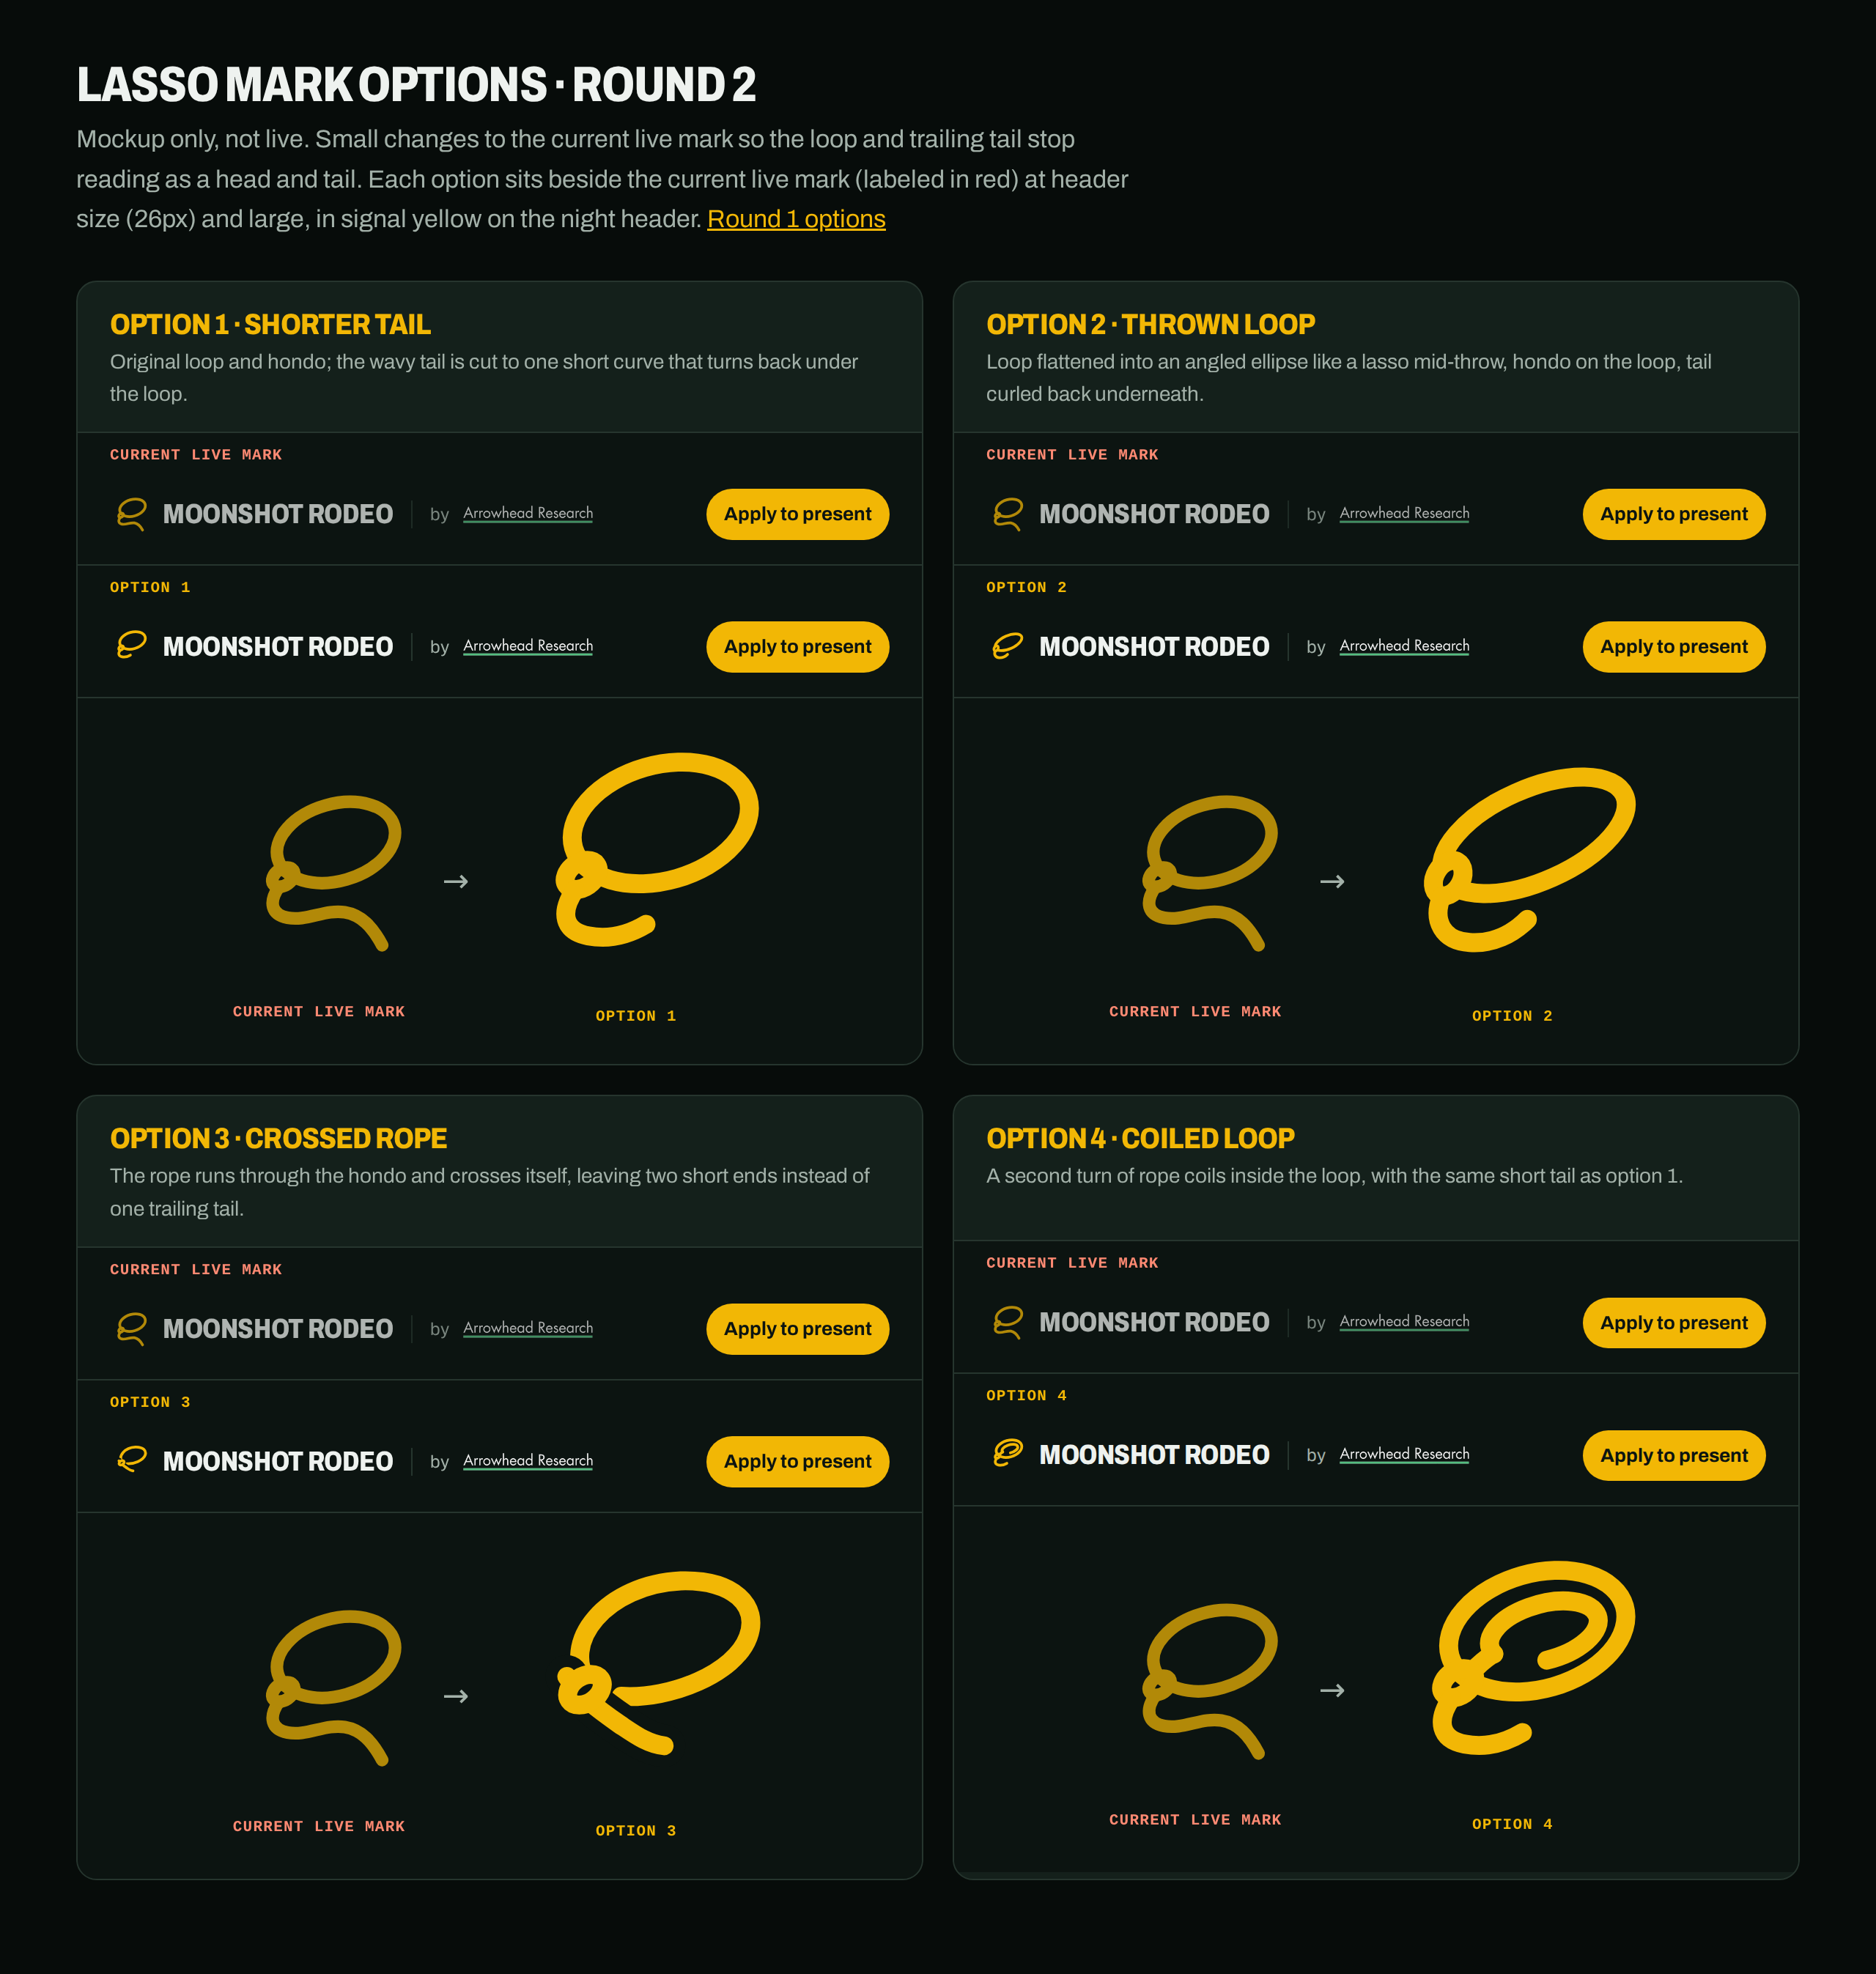 LASSO MARK OPTIONS · ROUND 2
Mockup only, not live. Small changes to the current live mark so the loop and trailing tail stop
reading as a head and tail. Each option sits beside the current live mark (labeled in red) at header
size (26px) and large, in signal yellow on the night header. Round 1 options
OPTION 1 · SHORTER TAIL
Original loop and hondo; the wavy tail is cut to one short curve that turns back under
the loop.
CURRENT LIVE MARK
MOONSHOT RODEO by Arrowhead Research Apply to present
OPTION 1
MOONSHOT RODEO by Arrowhead Research Apply to present
→
CURRENT LIVE MARK
OPTION 1
OPTION 2 · THROWN LOOP
Loop flattened into an angled ellipse like a lasso mid-throw, hondo on the loop, tail
curled back underneath.
CURRENT LIVE MARK
MOONSHOT RODEO by Arrowhead Research Apply to present
OPTION 2
MOONSHOT RODEO by Arrowhead Research Apply to present
→
CURRENT LIVE MARK
OPTION 2
OPTION 3 · CROSSED ROPE
The rope runs through the hondo and crosses itself, leaving two short ends instead of
one trailing tail.
CURRENT LIVE MARK
MOONSHOT RODEO by Arrowhead Research Apply to present
OPTION 3
MOONSHOT RODEO by Arrowhead Research Apply to present
→
CURRENT LIVE MARK
OPTION 3
OPTION 4 · COILED LOOP
A second turn of rope coils inside the loop, with the same short tail as option 1.
CURRENT LIVE MARK
MOONSHOT RODEO by Arrowhead Research Apply to present
OPTION 4
MOONSHOT RODEO by Arrowhead Research Apply to present
→
CURRENT LIVE MARK
OPTION 4